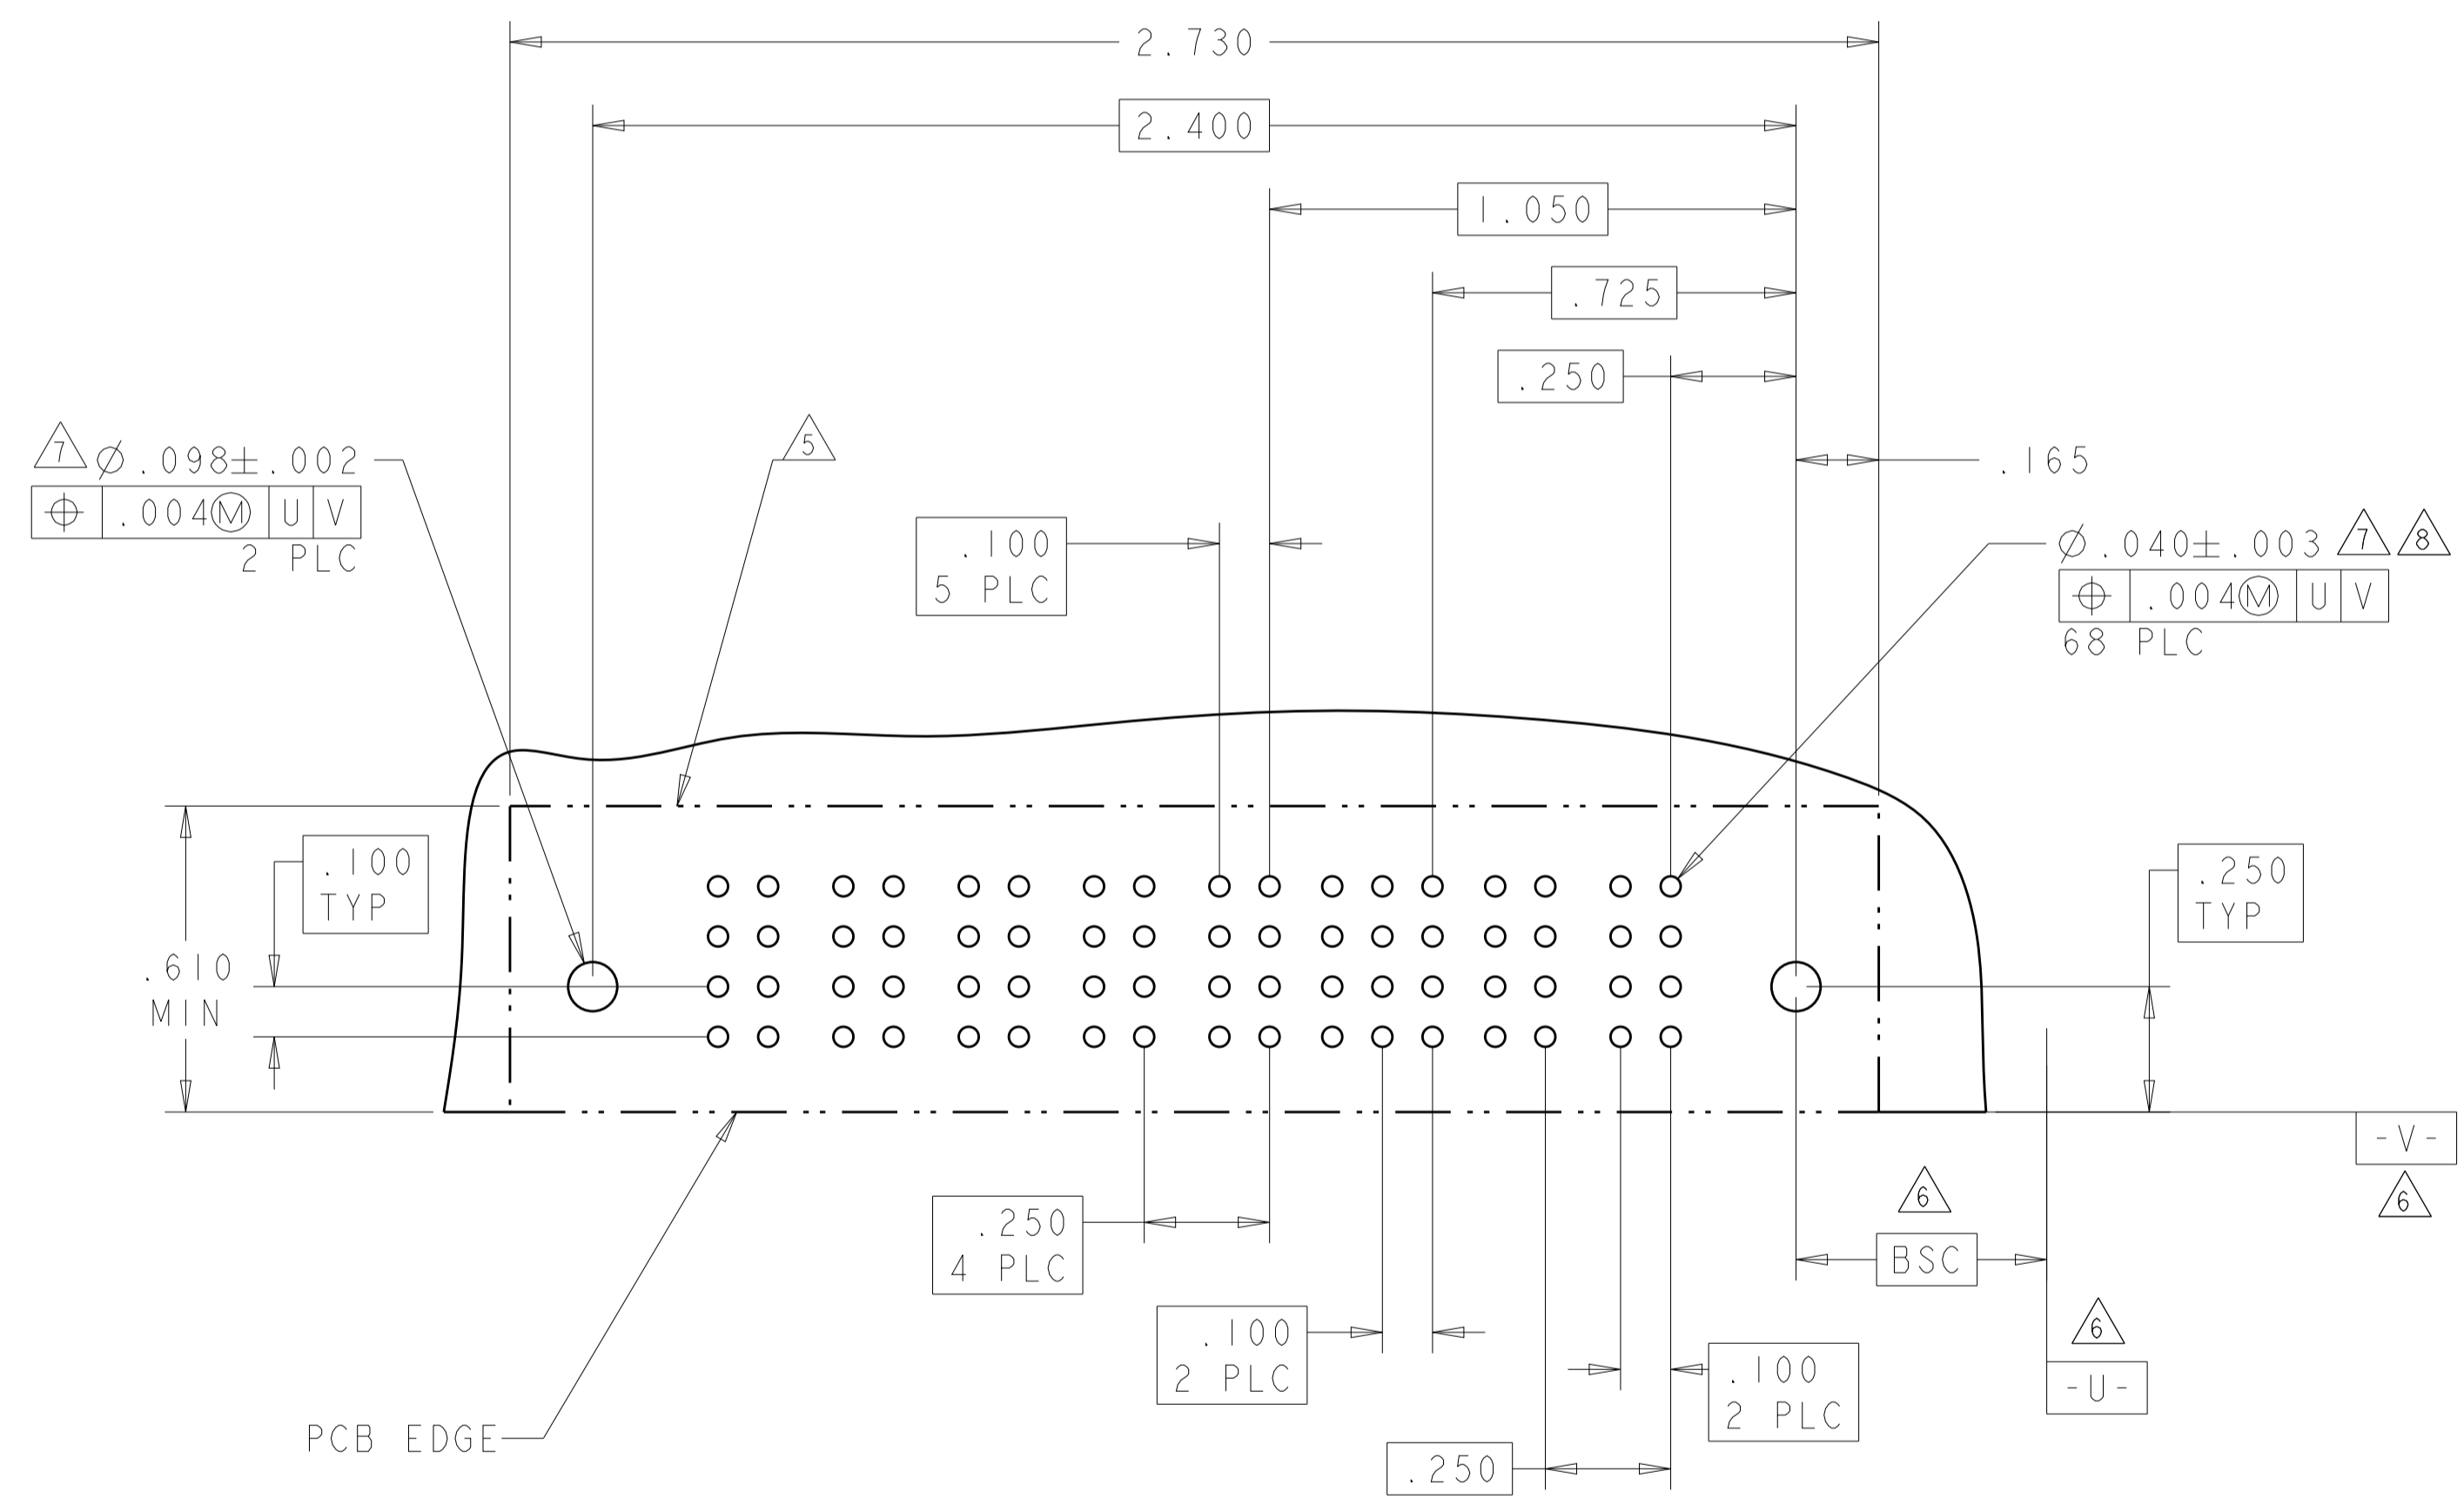 2.730
2.400
1.050
.725
.250
7 ⌀.098±.002
⌖ .004Ⓜ U V
2 PLC
5
.165
.100
5 PLC
⌀.040±.003 7 8
⌖ .004Ⓜ U V
68 PLC
.100
TYP
.250
TYP
.610
MIN
-V-
6
6
.250
4 PLC
BSC
6
.100
2 PLC
.100
2 PLC
-U-
PCB EDGE
.250